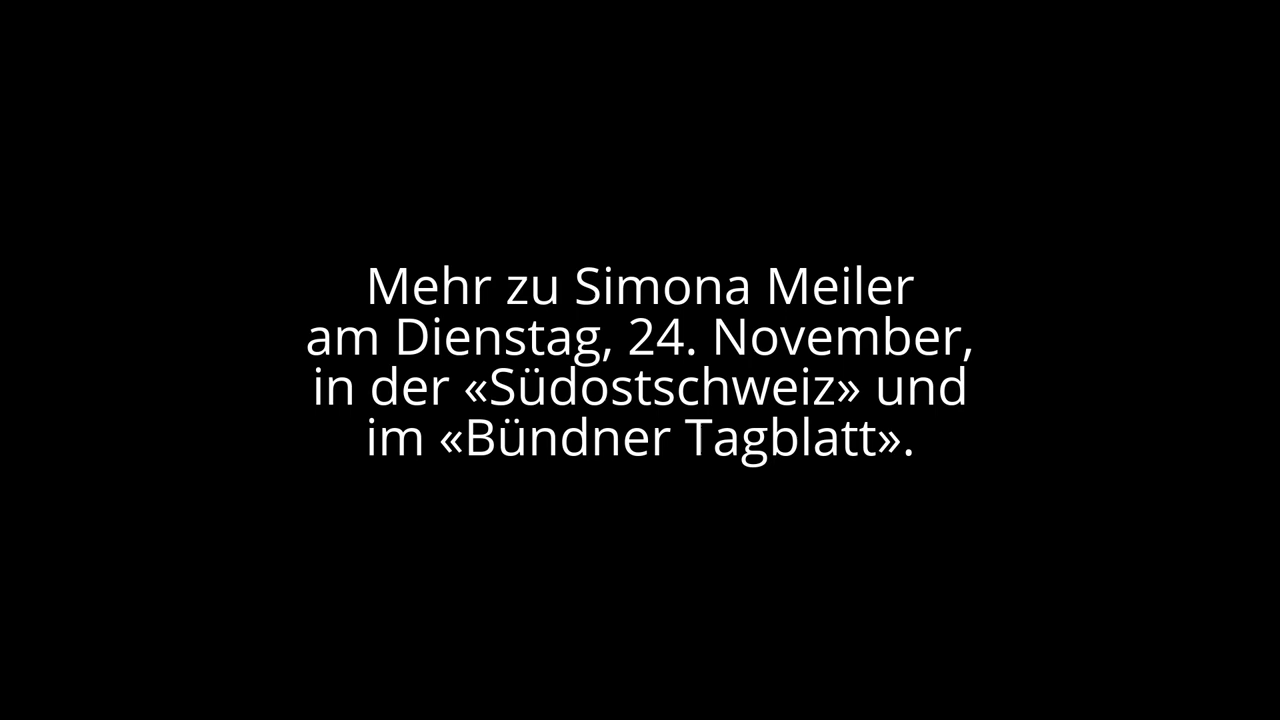 Mehr zu Simona Meiler
am Dienstag, 24. November,
in der «Südostschweiz» und
im «Bündner Tagblatt».